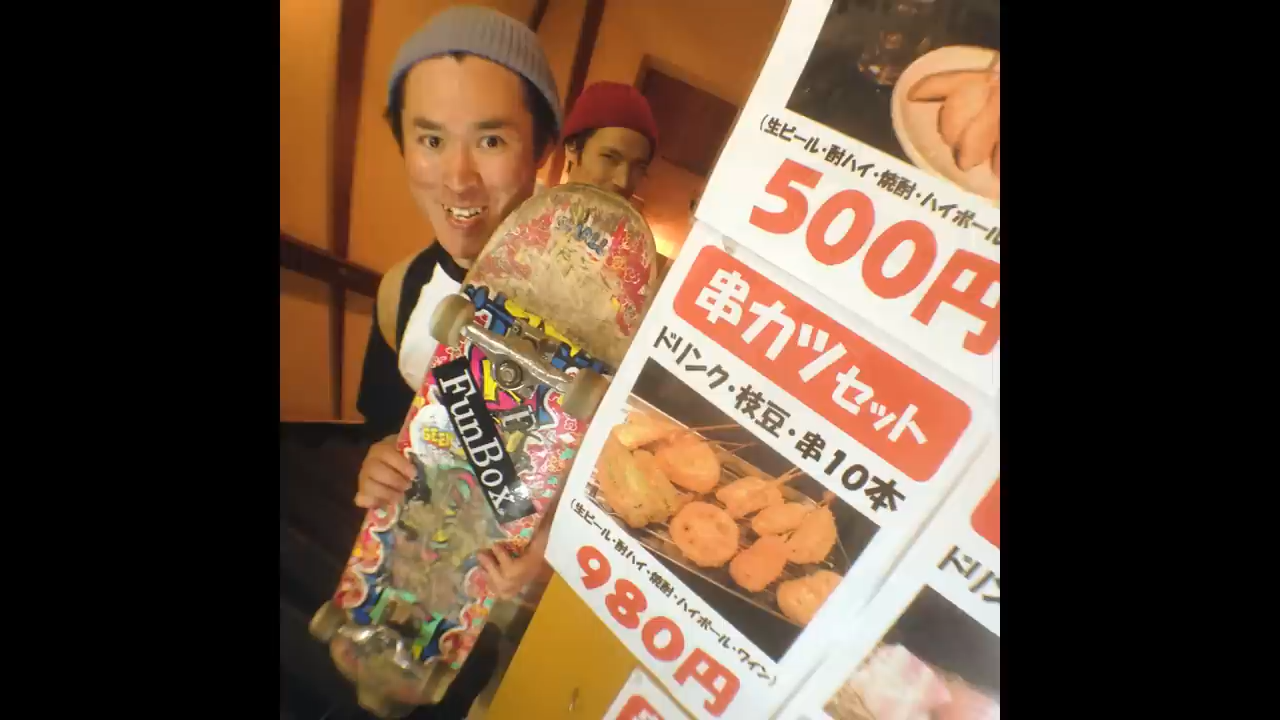 (生ビール・酎ハイ・焼酎・ハイボール
500円
串カツセット
ドリンク・枝豆・串10本
(生ビール・酎ハイ・焼酎・ハイボール・ワイン)
980円
ドリン
FunBox